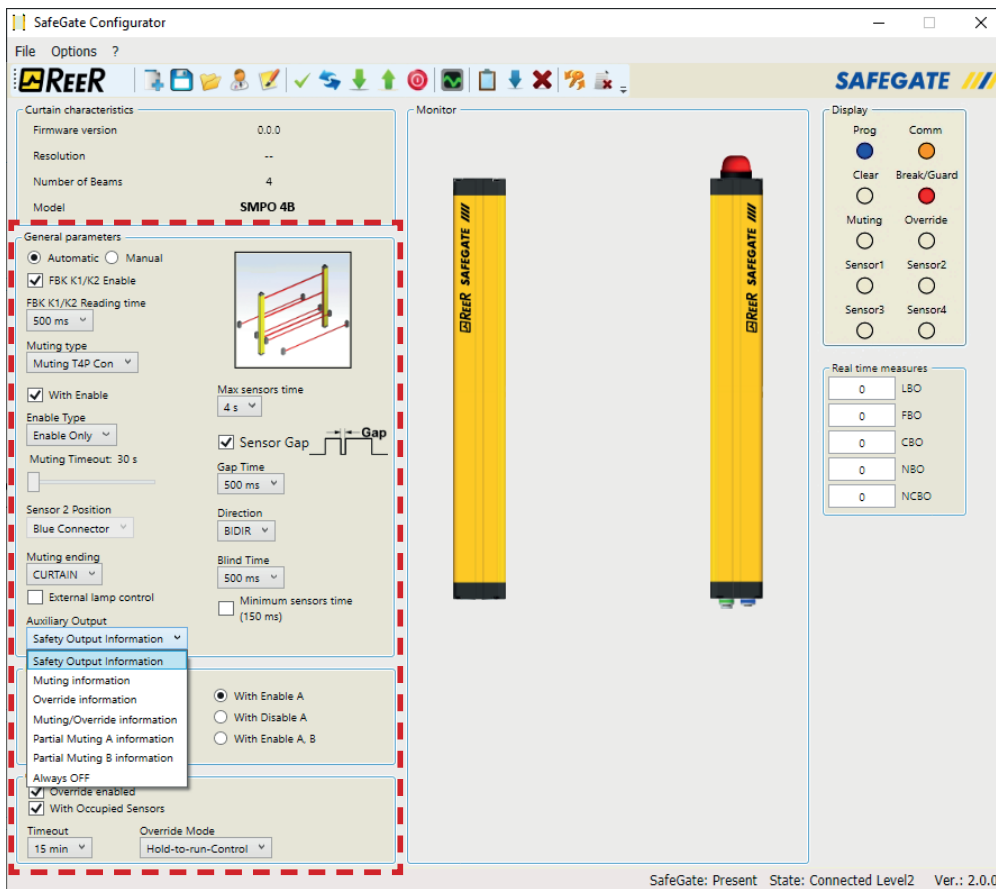 SafeGate Configurator
File Options ?
REER
SAFEGATE
Curtain characteristics
Firmware version 0.0.0
Resolution --
Number of Beams 4
Model SMPO 4B
General parameters
Automatic Manual
FBK K1/K2 Enable
FBK K1/K2 Reading time
500 ms
Muting type
Muting T4P Con
With Enable
Enable Type
Enable Only
Muting Timeout: 30 s
Sensor 2 Position
Blue Connector
Muting ending
CURTAIN
External lamp control
Auxiliary Output
Safety Output Information
Safety Output Information
Muting information
Override information
Muting/Override information
Partial Muting A information
Partial Muting B information
Always OFF
Max sensors time
4 s
Sensor Gap
Gap
Gap Time
500 ms
Direction
BIDIR
Blind Time
500 ms
Minimum sensors time
(150 ms)
With Enable A
With Disable A
With Enable A, B
Override enabled
With Occupied Sensors
Timeout Override Mode
15 min Hold-to-run-Control
Monitor
REER SAFEGATE
REER SAFEGATE
Display
Prog Comm
Clear Break/Guard
Muting Override
Sensor1 Sensor2
Sensor3 Sensor4
Real time measures
0 LBO
0 FBO
0 CBO
0 NBO
0 NCBO
SafeGate: Present State: Connected Level2 Ver.: 2.0.0